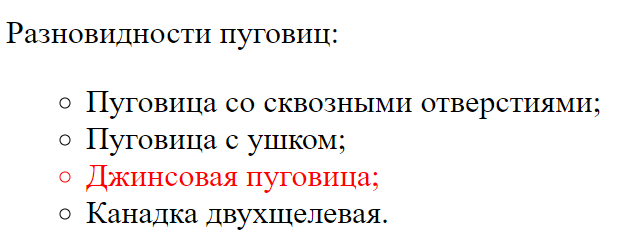 Разновидности пуговиц:
Пуговица со сквозными отверстиями;
Пуговица с ушком;
Джинсовая пуговица;
Канадка двухщелевая.